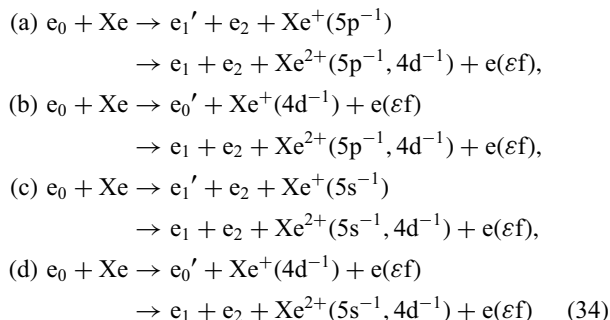 (a) e₀ + Xe → e₁′ + e₂ + Xe⁺(5p⁻¹)
→ e₁ + e₂ + Xe²⁺(5p⁻¹, 4d⁻¹) + e(εf),
(b) e₀ + Xe → e₀′ + Xe⁺(4d⁻¹) + e(εf)
→ e₁ + e₂ + Xe²⁺(5p⁻¹, 4d⁻¹) + e(εf),
(c) e₀ + Xe → e₁′ + e₂ + Xe⁺(5s⁻¹)
→ e₁ + e₂ + Xe²⁺(5s⁻¹, 4d⁻¹) + e(εf),
(d) e₀ + Xe → e₀′ + Xe⁺(4d⁻¹) + e(εf)
→ e₁ + e₂ + Xe²⁺(5s⁻¹, 4d⁻¹) + e(εf) (34)